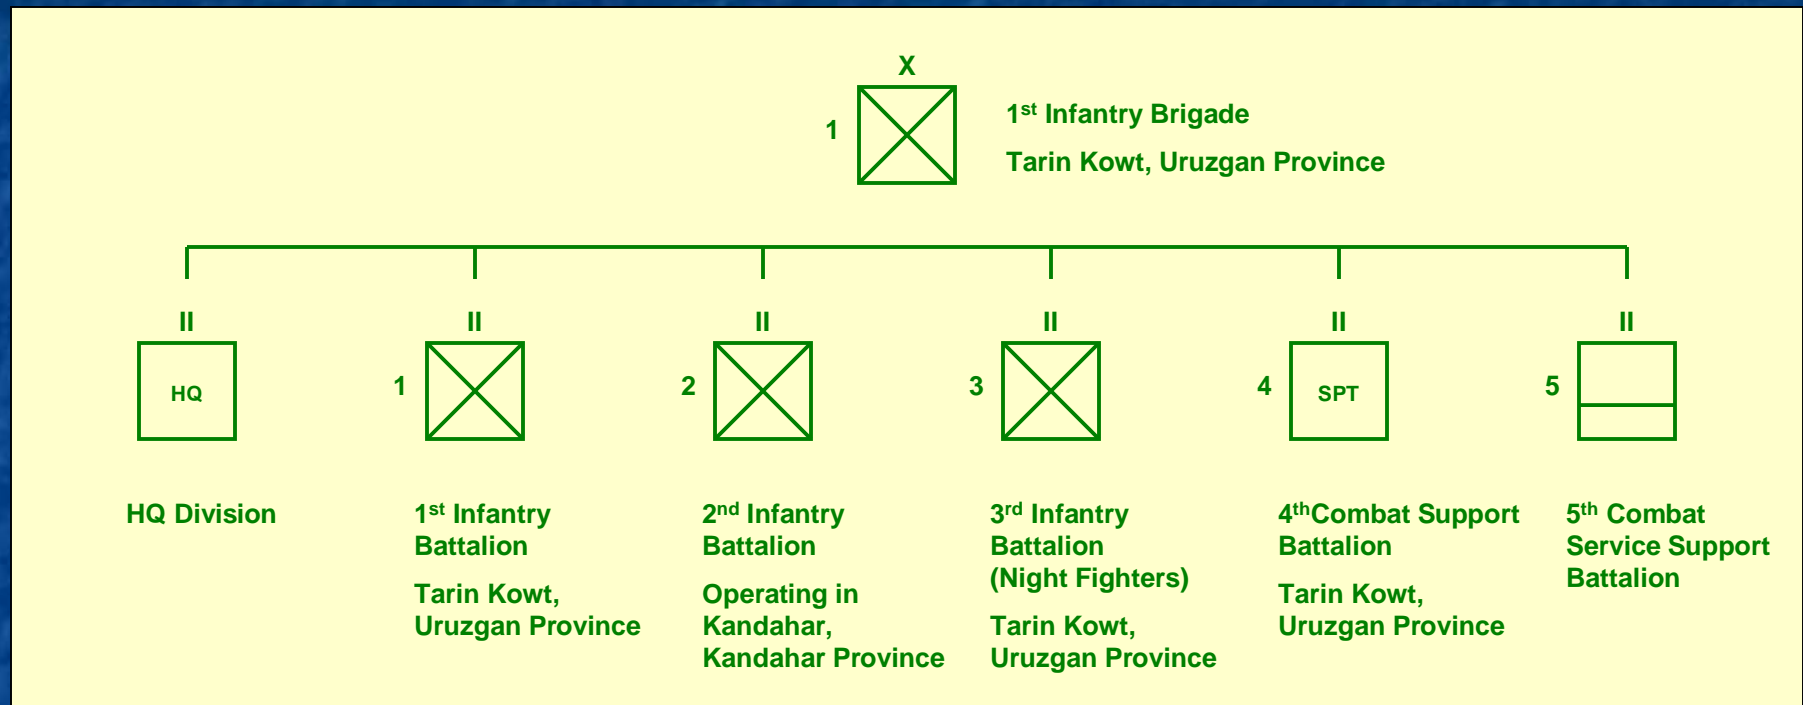 X
1
1st Infantry Brigade
Tarin Kowt, Uruzgan Province
II
HQ
HQ Division
II
1
1st Infantry
Battalion
Tarin Kowt,
Uruzgan Province
II
2
2nd Infantry
Battalion
Operating in
Kandahar,
Kandahar Province
II
3
3rd Infantry
Battalion
(Night Fighters)
Tarin Kowt,
Uruzgan Province
II
4
SPT
4thCombat Support
Battalion
Tarin Kowt,
Uruzgan Province
II
5
5th Combat
Service Support
Battalion